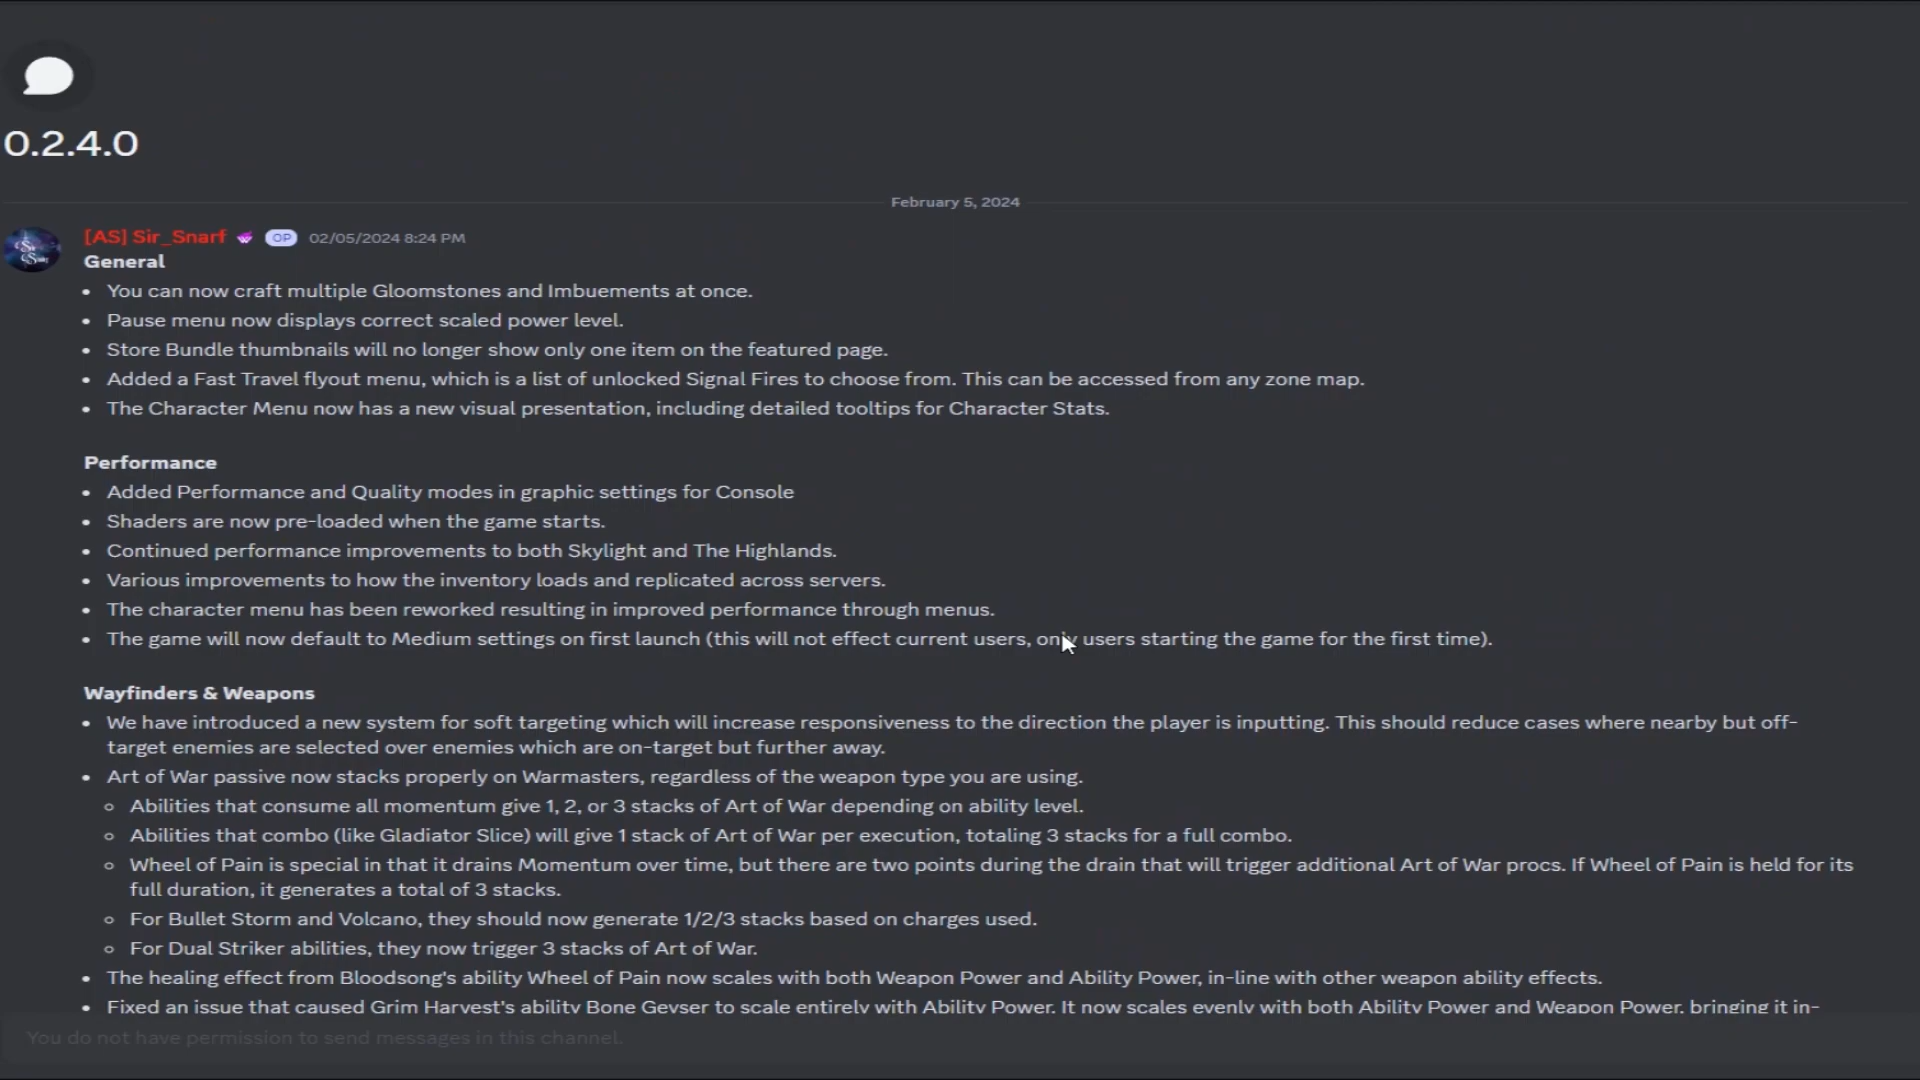 0.2.4.0
February 5, 2024
[AS] Sir_Snarf OP 02/05/2024 8:24 PM
General
• You can now craft multiple Gloomstones and Imbuements at once.
• Pause menu now displays correct scaled power level.
• Store Bundle thumbnails will no longer show only one item on the featured page.
• Added a Fast Travel flyout menu, which is a list of unlocked Signal Fires to choose from. This can be accessed from any zone map.
• The Character Menu now has a new visual presentation, including detailed tooltips for Character Stats.
Performance
• Added Performance and Quality modes in graphic settings for Console
• Shaders are now pre-loaded when the game starts.
• Continued performance improvements to both Skylight and The Highlands.
• Various improvements to how the inventory loads and replicated across servers.
• The character menu has been reworked resulting in improved performance through menus.
• The game will now default to Medium settings on first launch (this will not effect current users, only users starting the game for the first time).
Wayfinders & Weapons
• We have introduced a new system for soft targeting which will increase responsiveness to the direction the player is inputting. This should reduce cases where nearby but off-
target enemies are selected over enemies which are on-target but further away.
• Art of War passive now stacks properly on Warmasters, regardless of the weapon type you are using.
◦ Abilities that consume all momentum give 1, 2, or 3 stacks of Art of War depending on ability level.
◦ Abilities that combo (like Gladiator Slice) will give 1 stack of Art of War per execution, totaling 3 stacks for a full combo.
◦ Wheel of Pain is special in that it drains Momentum over time, but there are two points during the drain that will trigger additional Art of War procs. If Wheel of Pain is held for its
full duration, it generates a total of 3 stacks.
◦ For Bullet Storm and Volcano, they should now generate 1/2/3 stacks based on charges used.
◦ For Dual Striker abilities, they now trigger 3 stacks of Art of War.
• The healing effect from Bloodsong's ability Wheel of Pain now scales with both Weapon Power and Ability Power, in-line with other weapon ability effects.
• Fixed an issue that caused Grim Harvest's ability Bone Geyser to scale entirely with Ability Power. It now scales evenly with both Ability Power and Weapon Power, bringing it in-
You do not have permission to send messages in this channel.